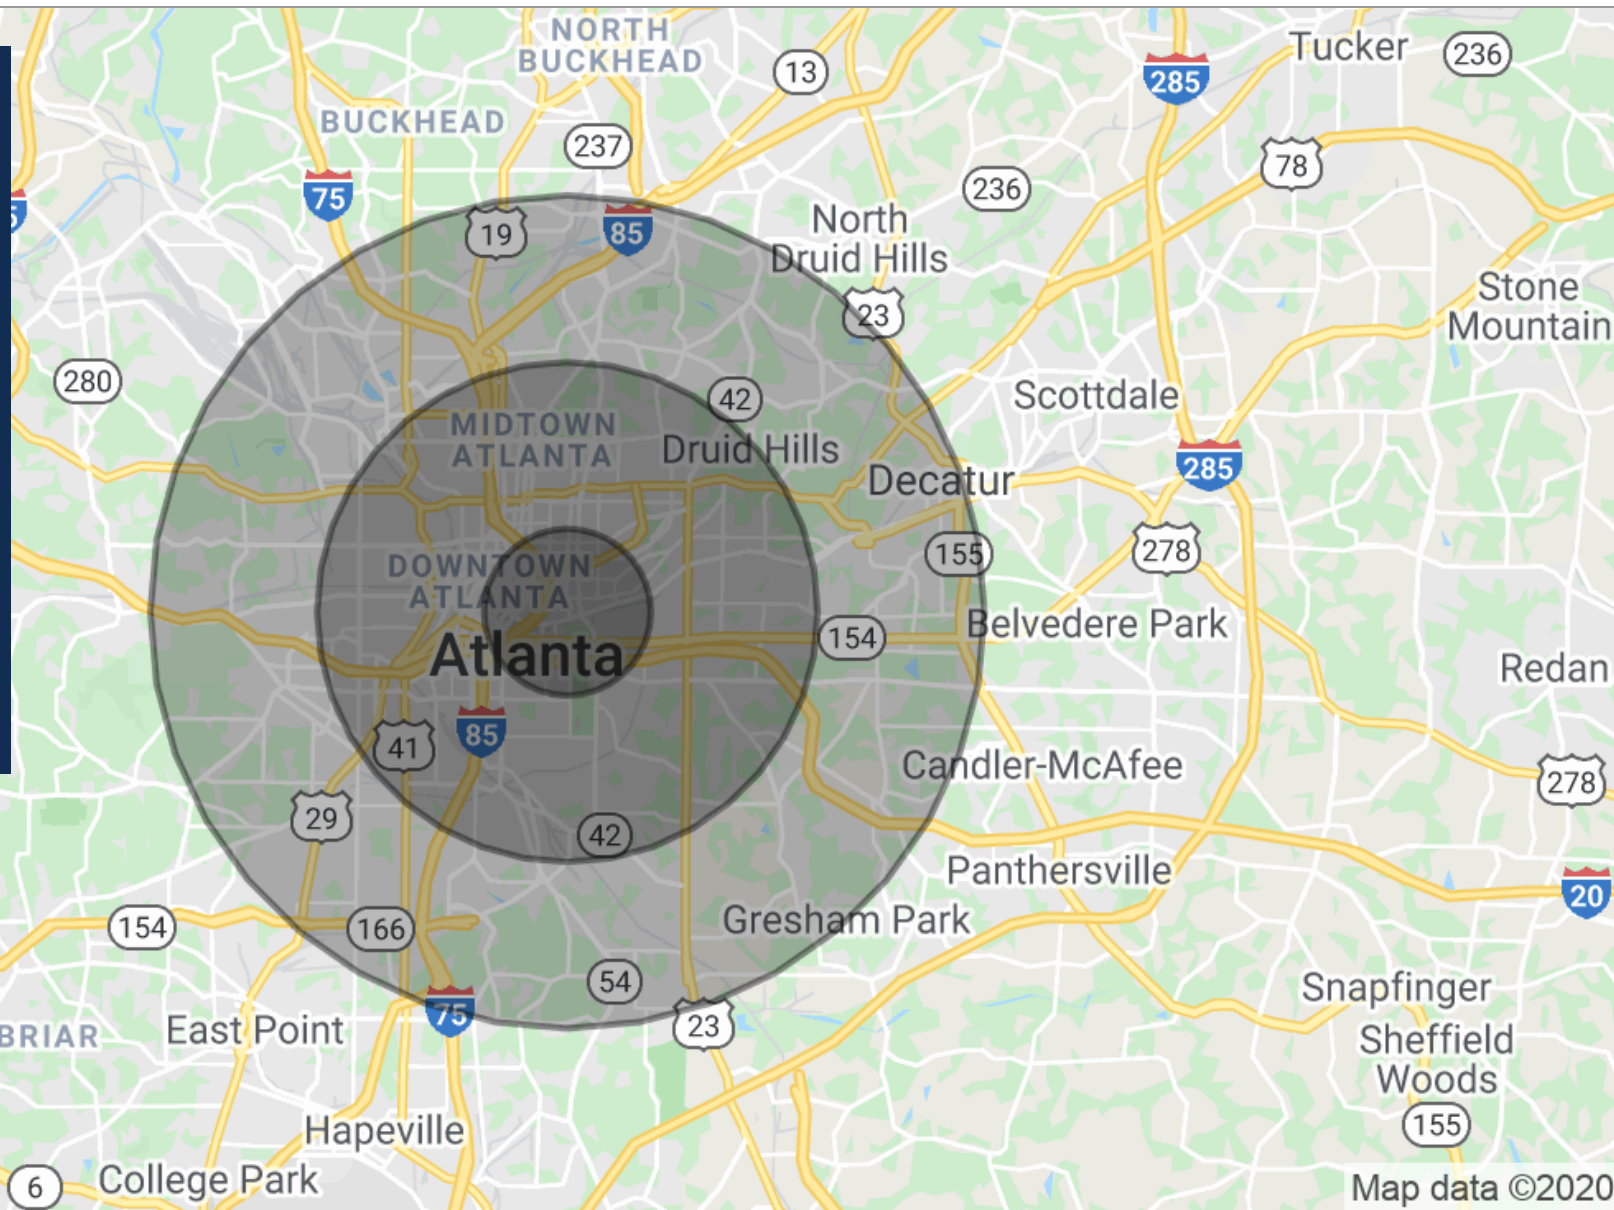 NORTH
BUCKHEAD
Tucker
236
13
285
BUCKHEAD
237
78
75
236
19
85
North
Druid Hills
23
Stone
Mountain
280
42
Scottdale
MIDTOWN
ATLANTA
Druid Hills
285
Decatur
155
278
DOWNTOWN
ATLANTA
Atlanta
154
Belvedere Park
Redan
41
85
Candler-McAfee
278
29
42
Panthersville
20
154
166
Gresham Park
54
Snapfinger
75
23
BRIAR
East Point
Sheffield
Woods
155
Hapeville
6
College Park
Map data ©2020